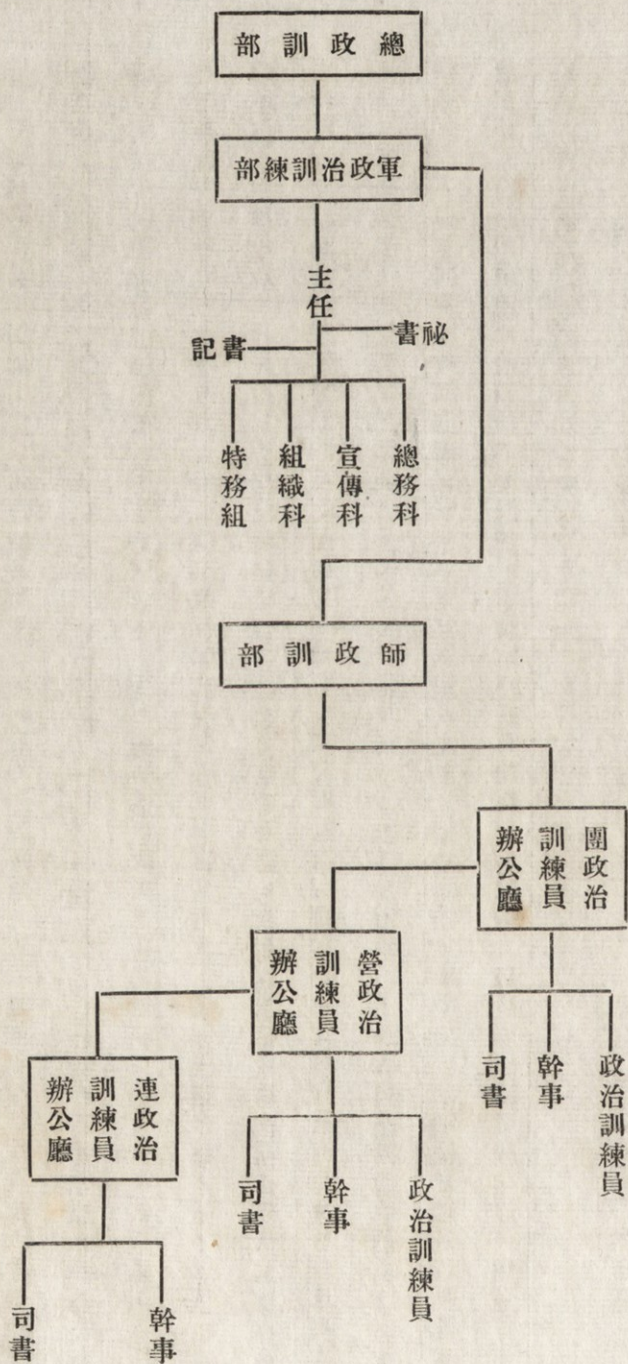 總政訓部
軍政治訓練部
主任
祕書
書記
總務科
宣傳科
組織科
特務組
師政訓部
團政治
訓練員
辦公廳
政治訓練員
幹事
司書
營政治
訓練員
辦公廳
政治訓練員
幹事
司書
連政治
訓練員
辦公廳
幹事
司書